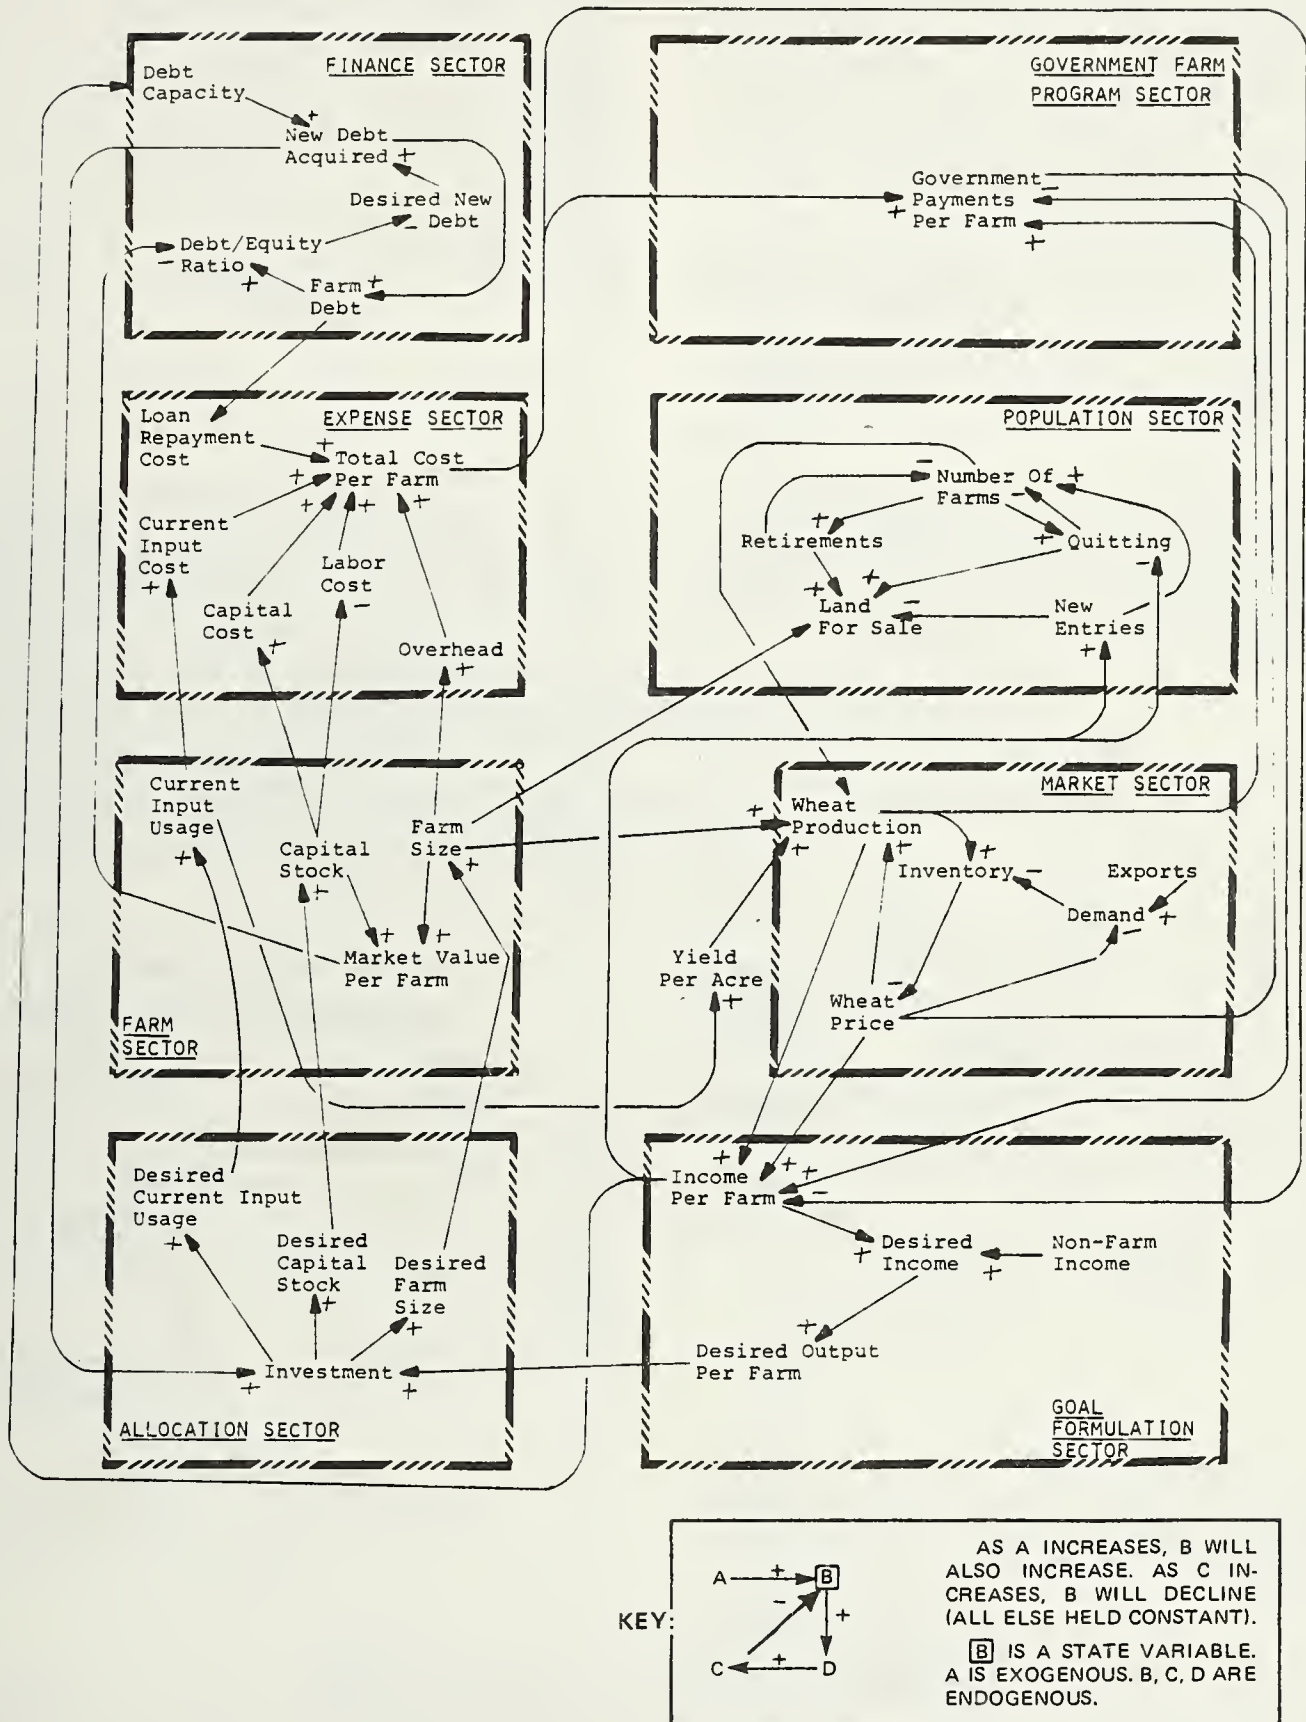 FINANCE SECTOR
Debt
Capacity
+
New Debt
Acquired +
Desired New
- Debt
Debt/Equity
- Ratio
+
Farm +
Debt
GOVERNMENT FARM
PROGRAM SECTOR
Government
- 
Payments
+ Per Farm
+
EXPENSE SECTOR
Loan
Repayment
Cost
+
+ Total Cost
Per Farm
+ + +
Current
Input
Cost
+
Labor
Cost
-
Capital
Cost +
Overhead
+
POPULATION SECTOR
-
Number Of +
Farms -
+
Retirements
+ Quitting
-
+ +
Land -
For Sale
New
Entries
+
Current
Input
Usage
+
Capital
Stock
+
Farm
Size
+
+ +
Market Value
Per Farm
FARM
SECTOR
MARKET SECTOR
+ Wheat
Production
+ +
+
Inventory -
Exports
Demand +
-
Yield
Per Acre
+
-
Wheat
Price
Desired
Current Input
Usage
+
Desired
Capital
Stock
+
Desired
Farm
Size
+
Investment
+ +
ALLOCATION SECTOR
+ + +
Income
Per Farm -
+ Desired
Income +
Non-Farm
Income
+
Desired Output
Per Farm
GOAL
FORMULATION
SECTOR
KEY:
A + B
- +
C + D
AS A INCREASES, B WILL
ALSO INCREASE. AS C IN-
CREASES, B WILL DECLINE
(ALL ELSE HELD CONSTANT).
B IS A STATE VARIABLE.
A IS EXOGENOUS. B, C, D ARE
ENDOGENOUS.